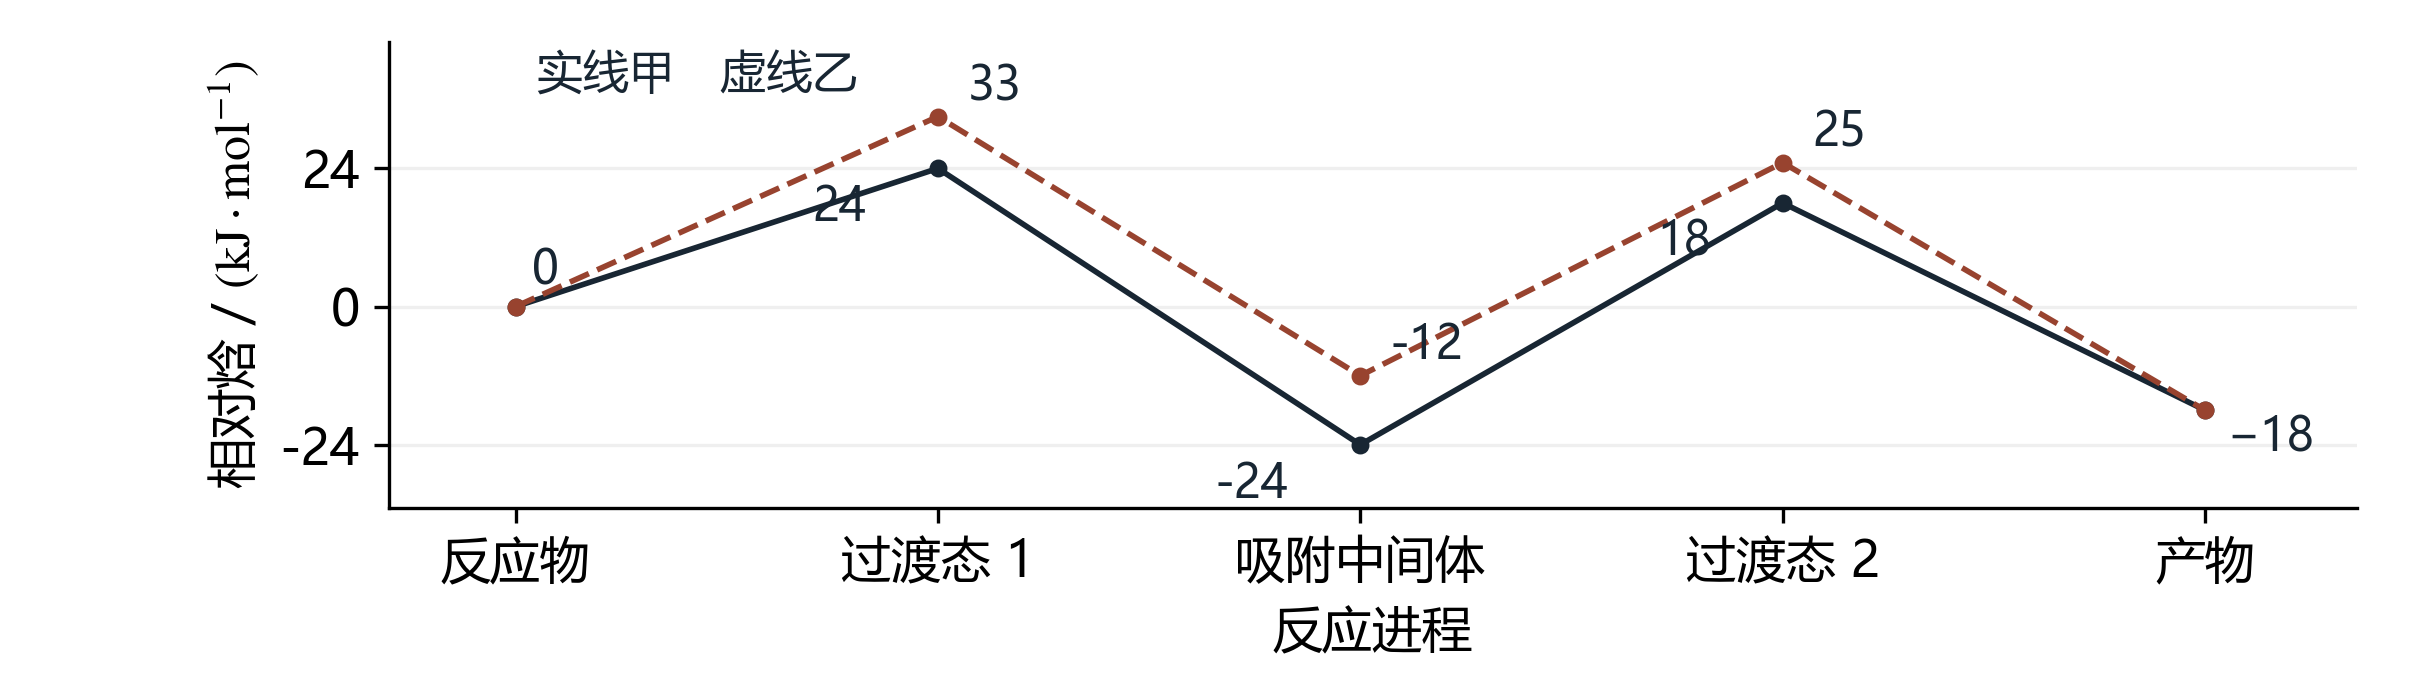 相对焓 / (kJ·mol⁻¹)
实线甲 虚线乙
33
25
24
24
0
18
0
-12
-24
-24
−18
反应物 过渡态 1 吸附中间体 过渡态 2 产物
反应进程